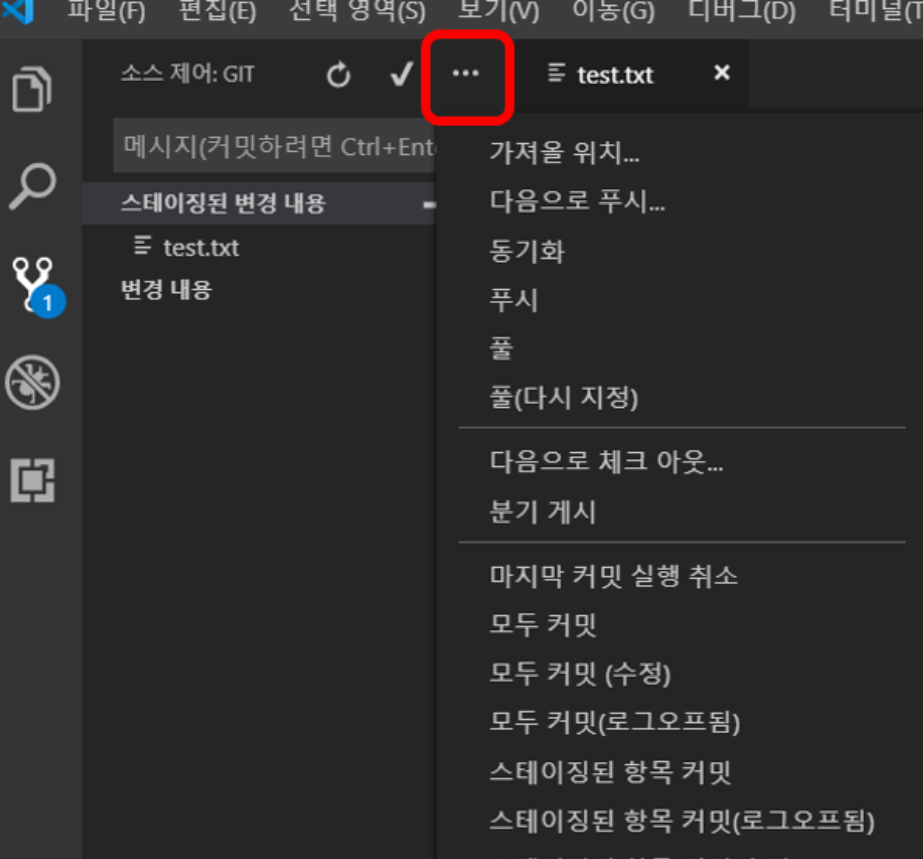 파일(F) 편집(E) 선택 영역(S) 보기(V) 이동(G) 디버그(D) 터미널(T
소스 제어: GIT
··· test.txt ×
메시지(커밋하려면 Ctrl+Ent
스테이징된 변경 내용
test.txt
변경 내용
1
가져올 위치...
다음으로 푸시...
동기화
푸시
풀
풀(다시 지정)
다음으로 체크 아웃...
분기 게시
마지막 커밋 실행 취소
모두 커밋
모두 커밋 (수정)
모두 커밋(로그오프됨)
스테이징된 항목 커밋
스테이징된 항목 커밋(로그오프됨)